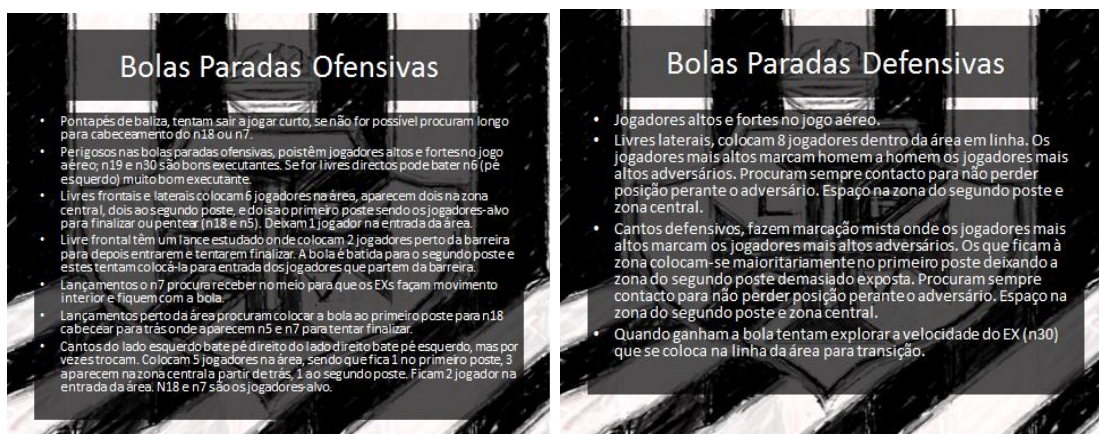 Bolas Paradas Ofensivas
• Pontapés de baliza, tentam sair a jogar curto, se não for possível procuram longo
para cabeceamento do n18 ou n7.
• Perigosos nas bolas paradas ofensivas, pois têm jogadores altos e fortes no jogo
aéreo; n19 e n30 são bons executantes. Se for livres directos pode bater n6 (pé
esquerdo) muito bom executante.
• Livres frontais e laterais colocam 6 jogadores na área, aparecem dois na zona
central, dois ao segundo poste, e dois ao primeiro poste sendo os jogadores-alvo
para finalizar ou pentear (n18 e n5). Deixam 1 jogador na entrada da área.
• Livre frontal têm um lance estudado onde colocam 2 jogadores perto da barreira
para depois entrarem e tentarem finalizar. A bola é batida para o segundo poste e
estes tentam colocá-la para entrada dos jogadores que partem da barreira.
• Lançamentos o n7 procura receber no meio para que os EXs façam movimento
interior e fiquem com a bola.
• Lançamentos perto da área procuram colocar a bola ao primeiro poste para n18
cabecear para trás onde aparecem n5 e n7 para tentar finalizar.
• Cantos do lado esquerdo bate pé direito do lado direito bate pé esquerdo, mas por
vezes trocam. Colocam 5 jogadores na área, sendo que fica 1 no primeiro poste, 3
aparecem na zona central a partir de trás, 1 ao segundo poste. Ficam 2 jogador na
entrada da área. N18 e n7 são os jogadores-alvo.
Bolas Paradas Defensivas
• Jogadores altos e fortes no jogo aéreo.
• Livres laterais, colocam 8 jogadores dentro da área em linha. Os
jogadores mais altos marcam homem a homem os jogadores mais
altos adversários. Procuram sempre contacto para não perder
posição perante o adversário. Espaço na zona do segundo poste e
zona central.
• Cantos defensivos, fazem marcação mista onde os jogadores mais
altos marcam os jogadores mais altos adversários. Os que ficam à
zona colocam-se maioritariamente no primeiro poste deixando a
zona do segundo poste demasiado exposta. Procuram sempre
contacto para não perder posição perante o adversário. Espaço na
zona do segundo poste e zona central.
• Quando ganham a bola tentam explorar a velocidade do EX (n30)
que se coloca na linha da área para transição.